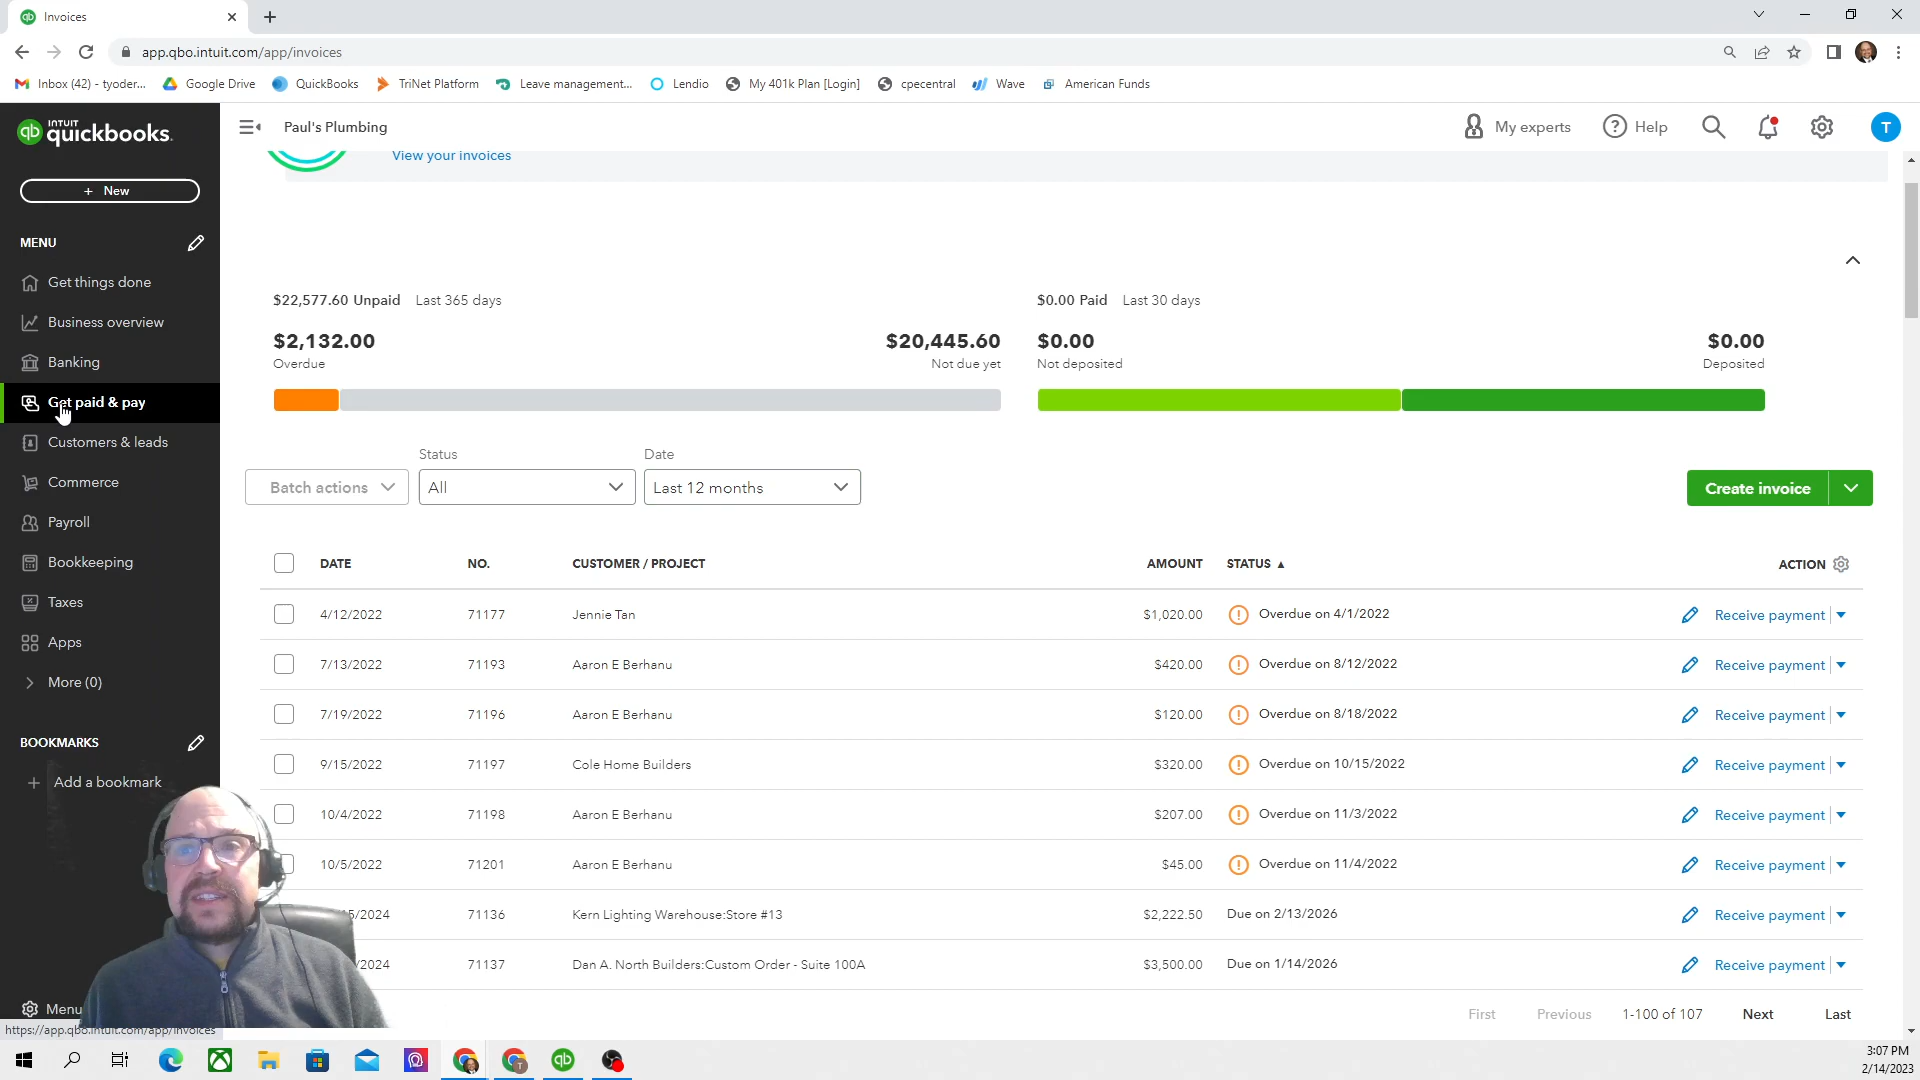 Invoices
app.qbo.intuit.com/app/invoices
Inbox (42) - tyoder... Google Drive QuickBooks TriNet Platform Leave management... Lendio My 401k Plan [Login] cpecentral Wave American Funds
INTUIT
quickbooks.
Paul's Plumbing
My experts
Help
T
View your invoices
+ New
MENU
Get things done
Business overview
Banking
Get paid & pay
Customers & leads
Commerce
Payroll
Bookkeeping
Taxes
Apps
More (0)
BOOKMARKS
+ Add a bookmark
Menu
https://app.qbo.intuit.com/app/invoices
$22,577.60 Unpaid Last 365 days
$2,132.00 $20,445.60
Overdue Not due yet
$0.00 Paid Last 30 days
$0.00 $0.00
Not deposited Deposited
Status Date
Batch actions All Last 12 months
Create invoice
DATE NO. CUSTOMER / PROJECT AMOUNT STATUS ▲ ACTION
4/12/2022 71177 Jennie Tan $1,020.00 Overdue on 4/1/2022 Receive payment
7/13/2022 71193 Aaron E Berhanu $420.00 Overdue on 8/12/2022 Receive payment
7/19/2022 71196 Aaron E Berhanu $120.00 Overdue on 8/18/2022 Receive payment
9/15/2022 71197 Cole Home Builders $320.00 Overdue on 10/15/2022 Receive payment
10/4/2022 71198 Aaron E Berhanu $207.00 Overdue on 11/3/2022 Receive payment
10/5/2022 71201 Aaron E Berhanu $45.00 Overdue on 11/4/2022 Receive payment
5/2024 71136 Kern Lighting Warehouse:Store #13 $2,222.50 Due on 2/13/2026 Receive payment
/2024 71137 Dan A. North Builders:Custom Order - Suite 100A $3,500.00 Due on 1/14/2026 Receive payment
First Previous 1-100 of 107 Next Last
3:07 PM
2/14/2023